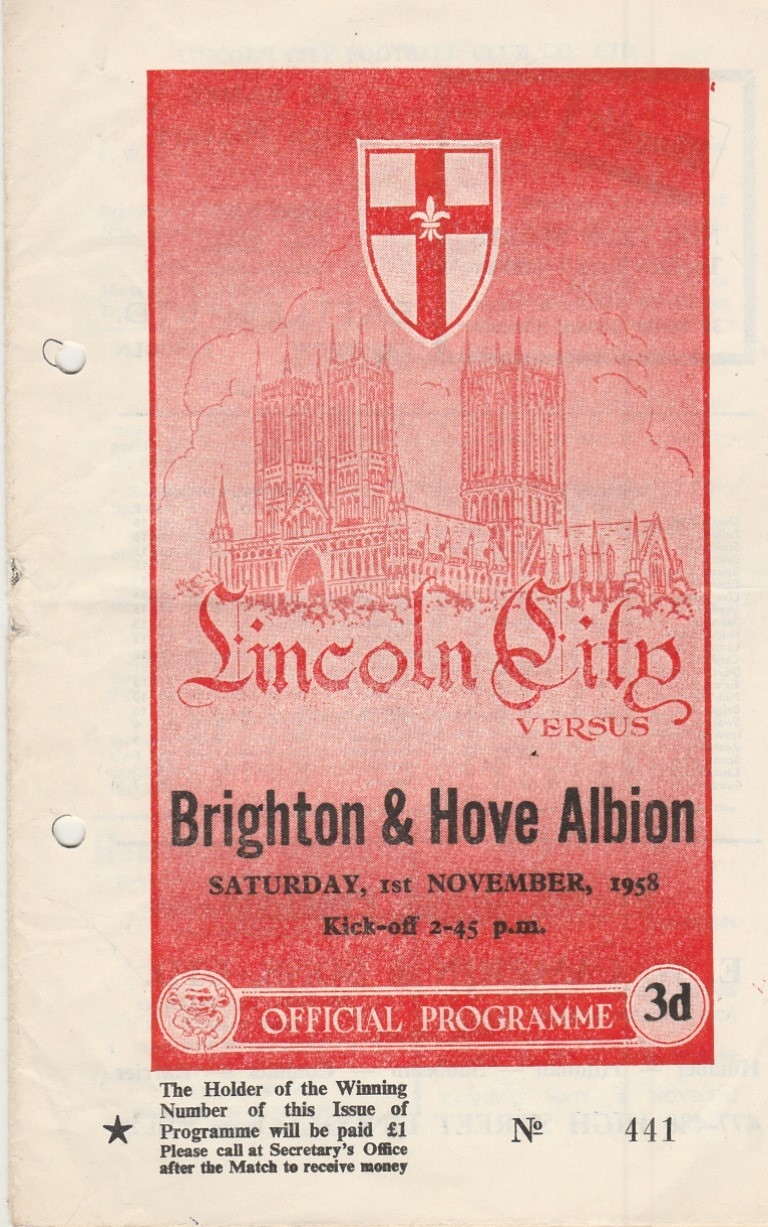 Lincoln City
VERSUS
Brighton & Hove Albion
SATURDAY, 1st NOVEMBER, 1958
Kick-off 2-45 p.m.
OFFICIAL PROGRAMME
3d
The Holder of the Winning
Number of this Issue of
Programme will be paid £1
Please call at Secretary's Office
after the Match to receive money
★
Nº 441